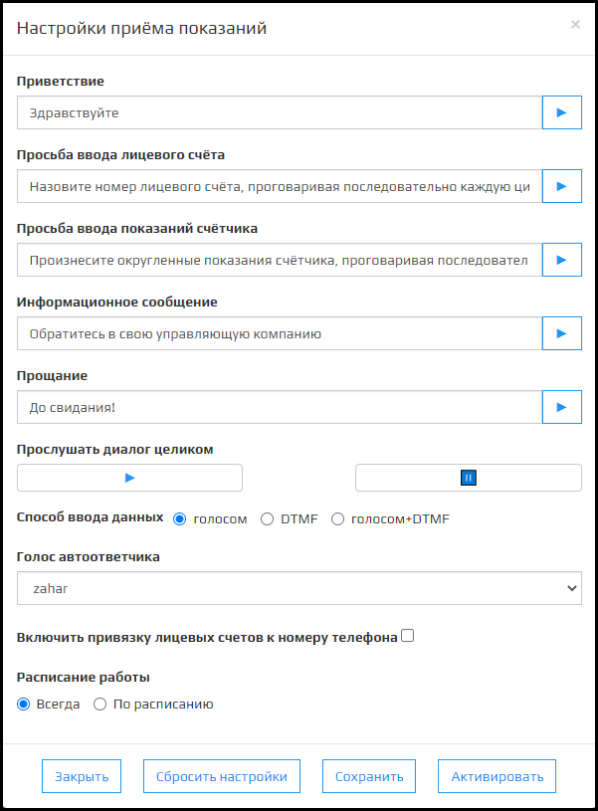 Настройки приёма показаний
Приветствие
Здравствуйте
Просьба ввода лицевого счёта
Назовите номер лицевого счёта, проговаривая последовательно каждую ци
Просьба ввода показаний счётчика
Произнесите округленные показания счётчика, проговаривая последовател
Информационное сообщение
Обратитесь в свою управляющую компанию
Прощание
До свидания!
Прослушать диалог целиком
Способ ввода данных голосом DTMF голосом+DTMF
Голос автоответчика
zahar
Включить привязку лицевых счетов к номеру телефона
Расписание работы
Всегда По расписанию
Закрыть Сбросить настройки Сохранить Активировать